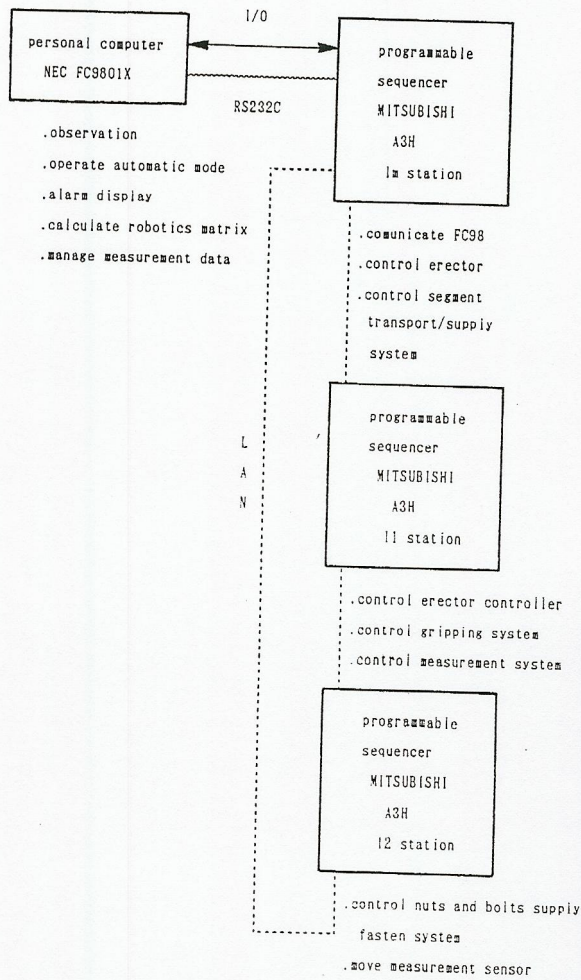 I/O
personal computer
NEC FC9801X
RS232C
.observation
.operate automatic mode
.alarm display
.calculate robotics matrix
.manage measurement data
programmable
sequencer
MITSUBISHI
A3H
lm station
.comunicate FC98
.control erector
.control segment
transport/supply
system
L
A
N
programmable
sequencer
MITSUBISHI
A3H
l1 station
.control erector controller
.control gripping system
.control measurement system
programmable
sequencer
MITSUBISHI
A3H
l2 station
.control nuts and bolts supply
fasten system
.move measurement sensor